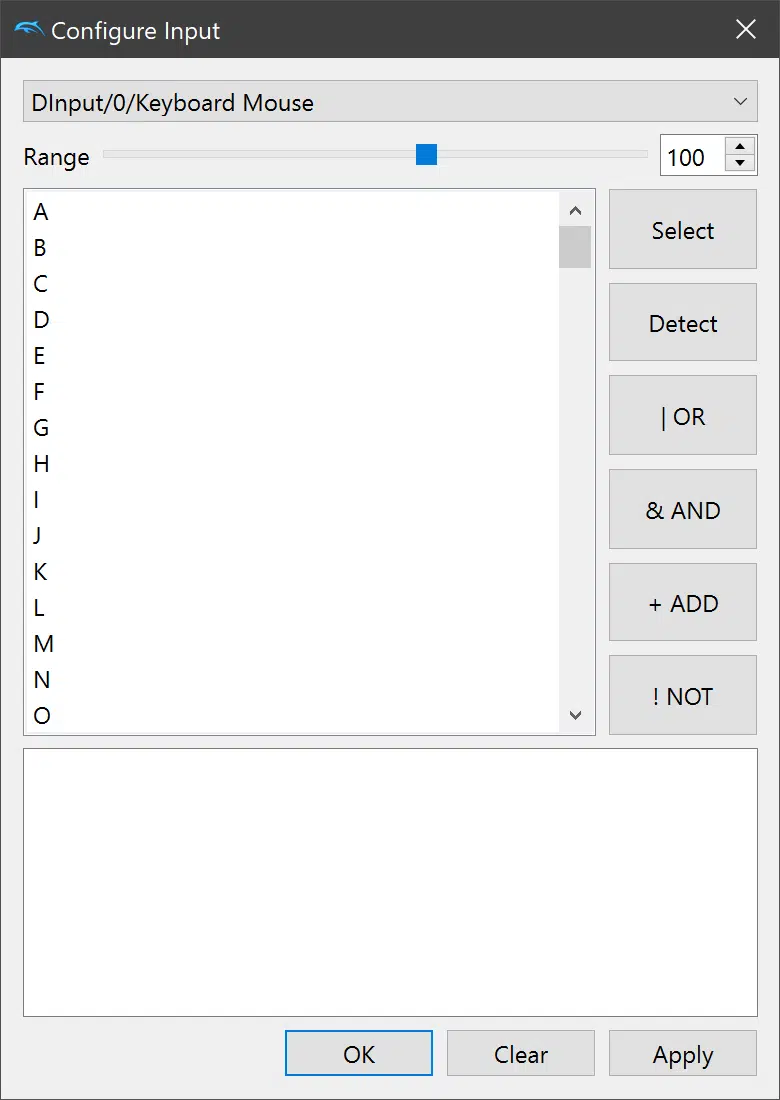 Configure Input
DInput/0/Keyboard Mouse
Range
100
A
B
C
D
E
F
G
H
I
J
K
L
M
N
O
Select
Detect
| OR
& AND
+ ADD
! NOT
OK
Clear
Apply